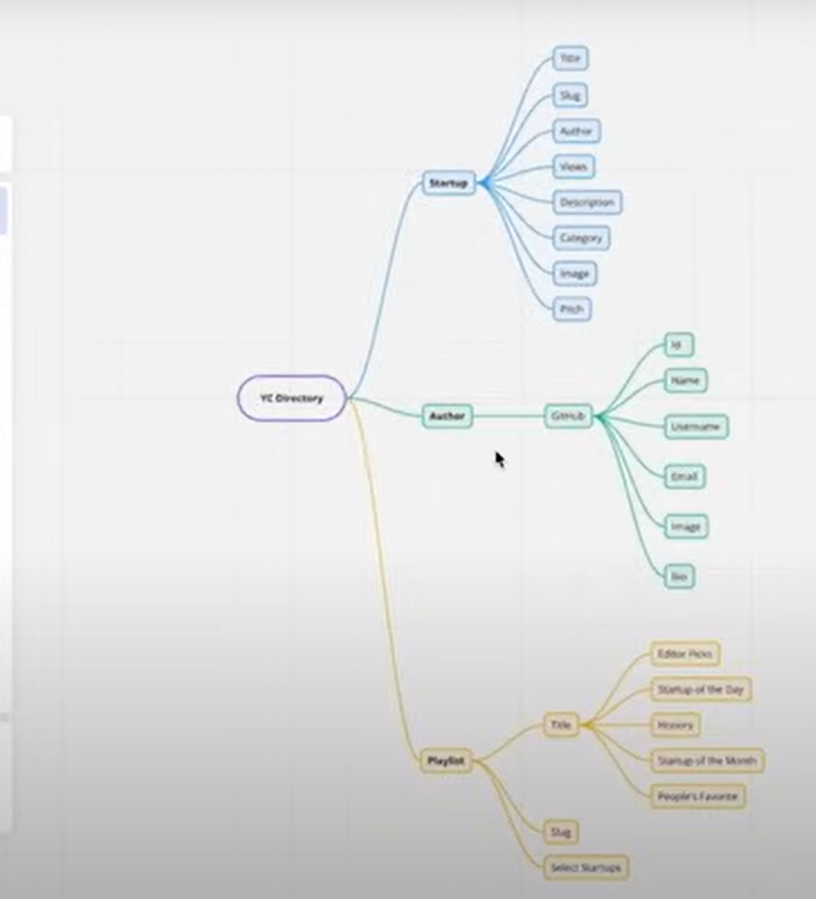 YC Directory
Startup
Title
Slug
Author
Views
Description
Category
Image
Pitch
Author
GitHub
Id
Name
Username
Email
Image
Bio
Playlist
Title
Editor Picks
Startup of the Day
Honors
Startup of the Month
People's Favorite
Slug
Select Startups